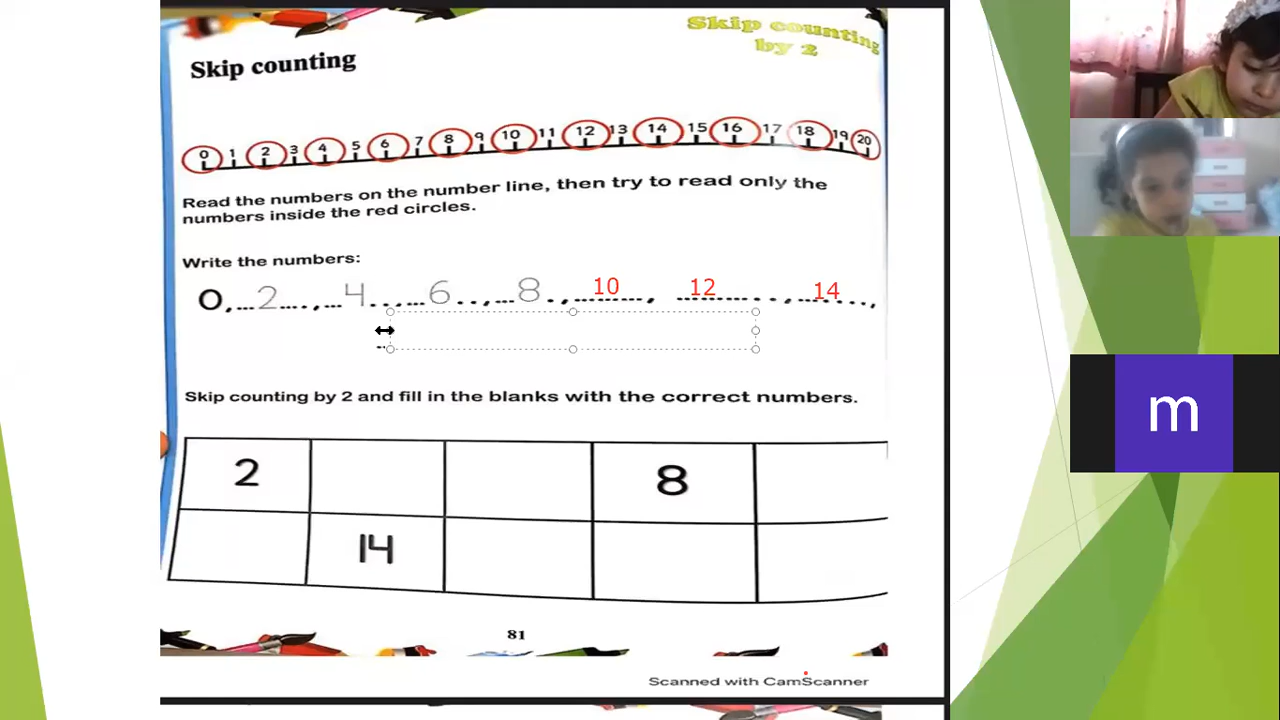 Skip counting
by 2
Skip counting
0 1 2 3 4 5 6 7 8 9 10 11 12 13 14 15 16 17 18 19 20
Read the numbers on the number line, then try to read only the
numbers inside the red circles.
Write the numbers:
0,...2....,...4...,...6...,...8.,..10......, ...12......,...14....,
Skip counting by 2 and fill in the blanks with the correct numbers.
2 8
14
81
Scanned with CamScanner
m